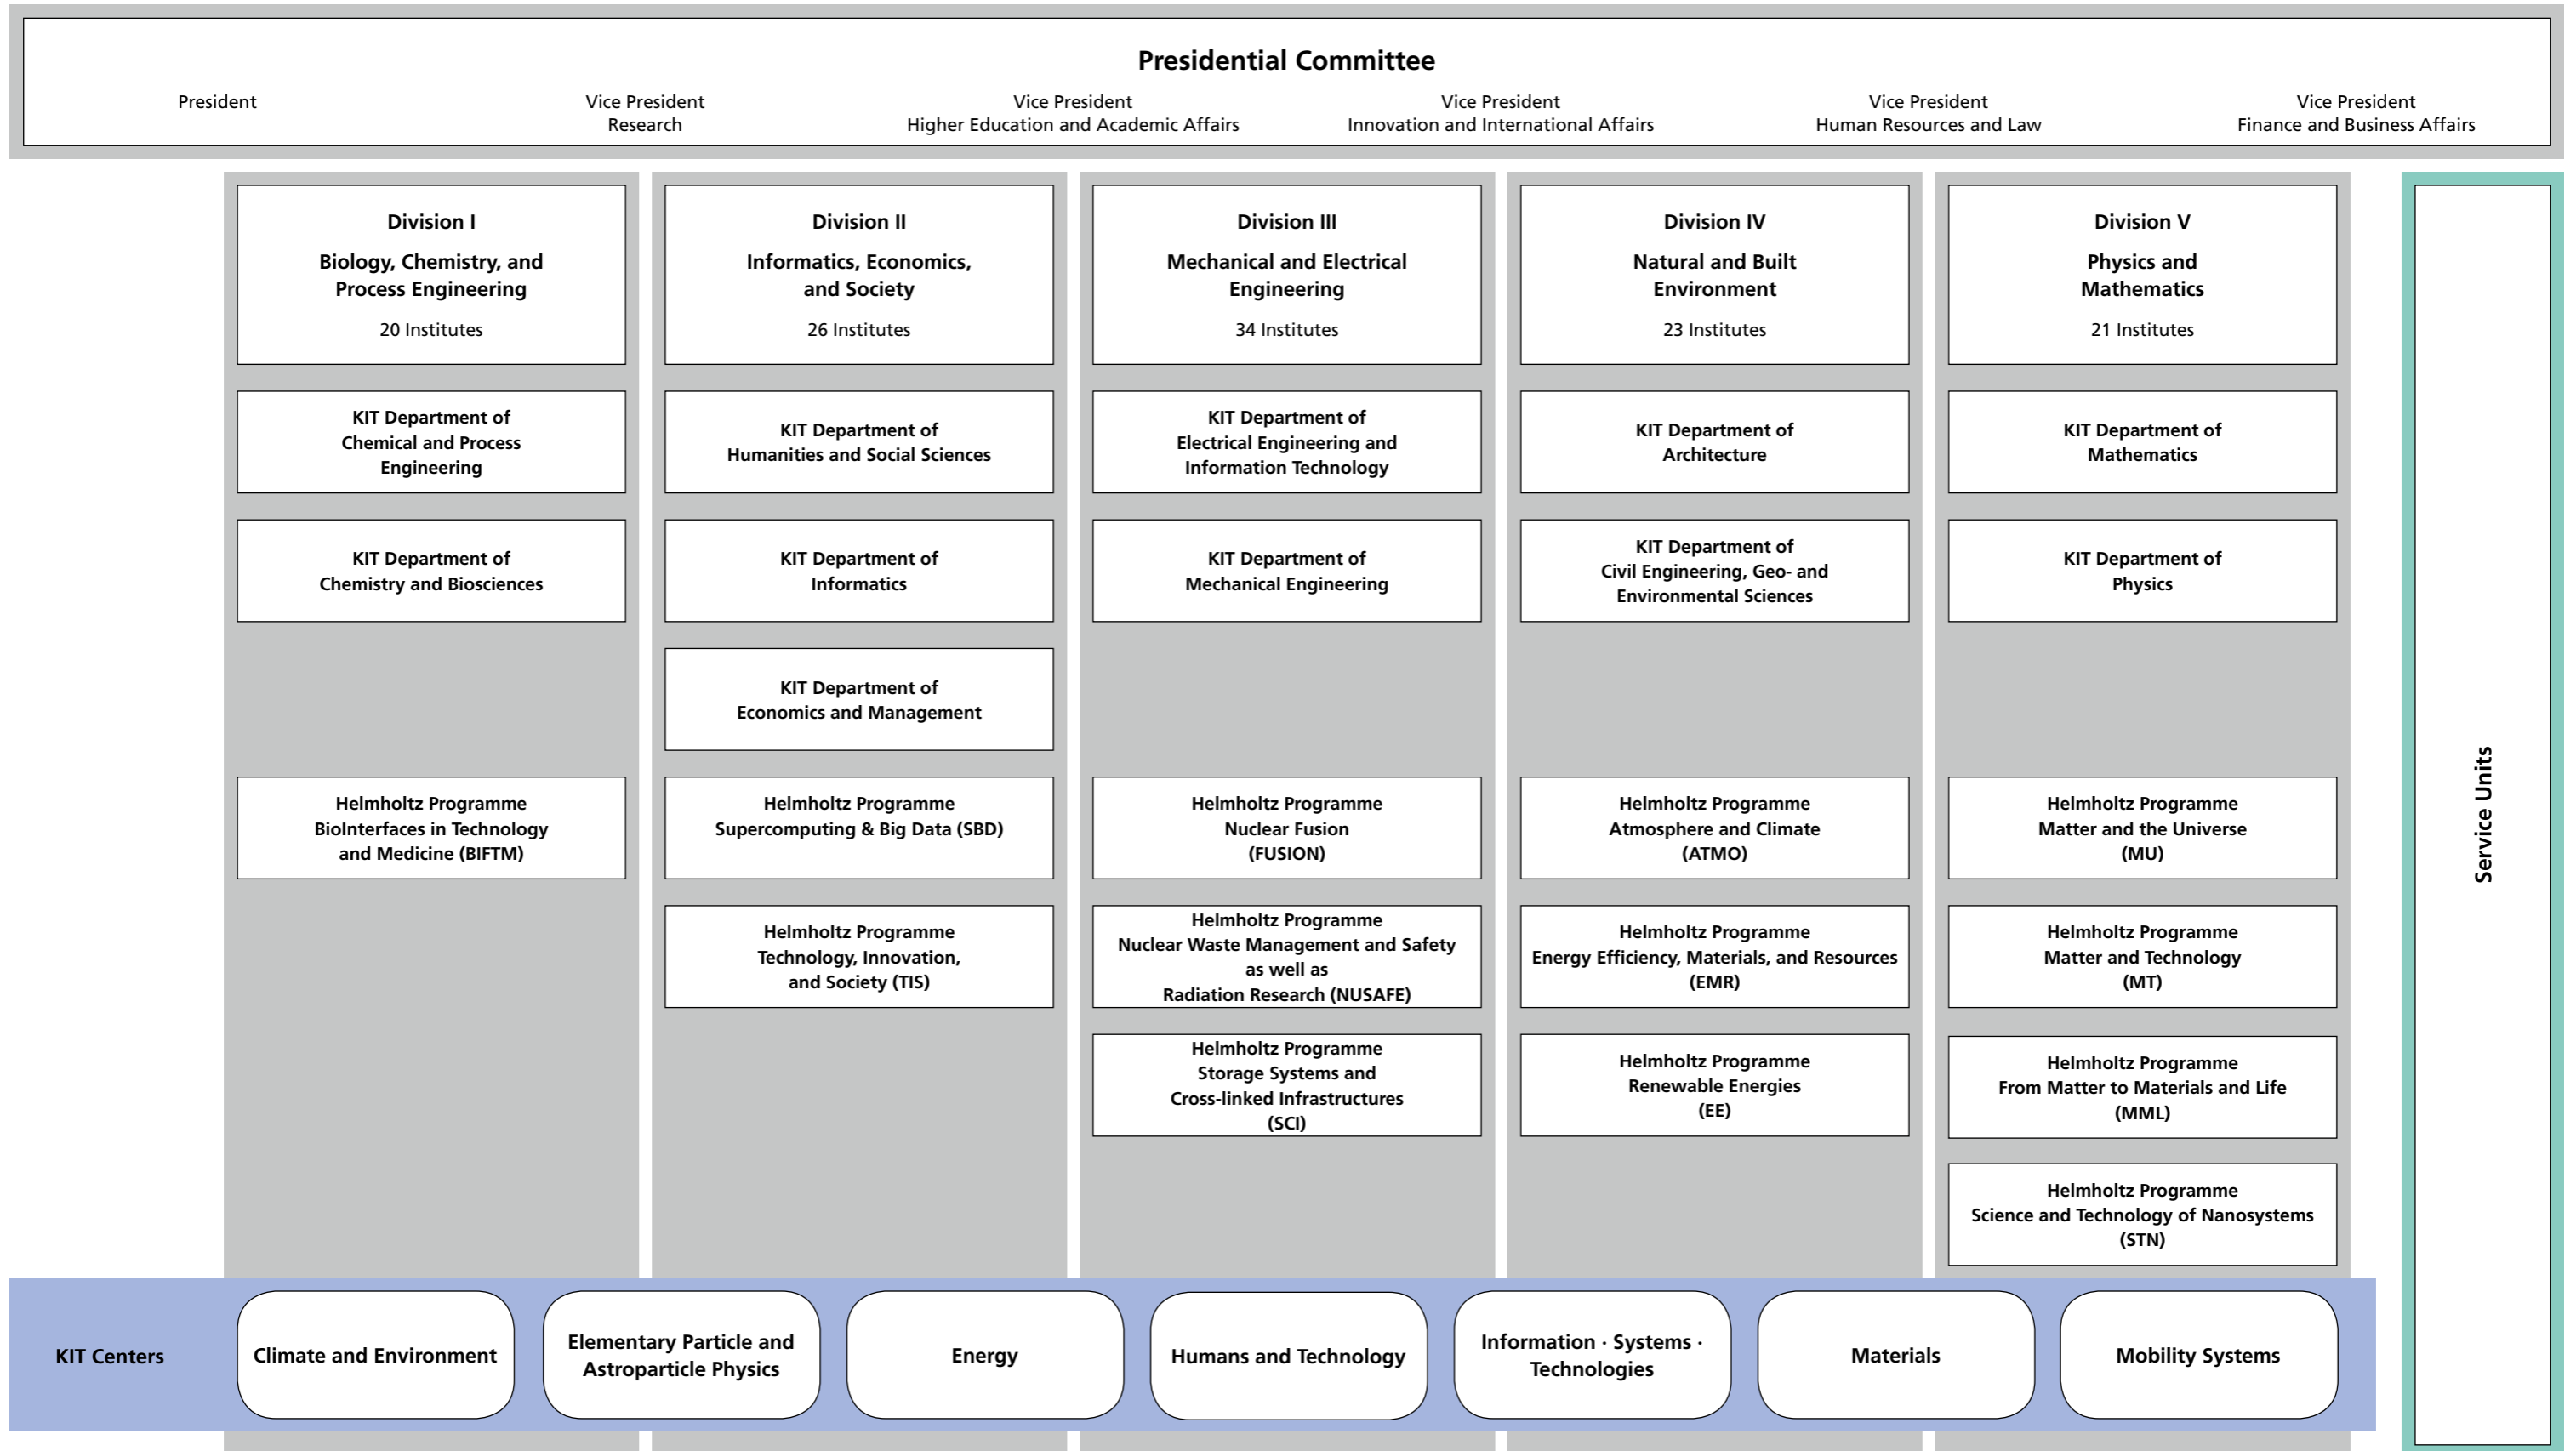 Presidential Committee
President
Vice President
Research
Vice President
Higher Education and Academic Affairs
Vice President
Innovation and International Affairs
Vice President
Human Resources and Law
Vice President
Finance and Business Affairs
Division I
Biology, Chemistry, and
Process Engineering
20 Institutes
KIT Department of
Chemical and Process
Engineering
KIT Department of
Chemistry and Biosciences
Helmholtz Programme
BioInterfaces in Technology
and Medicine (BIFTM)
Division II
Informatics, Economics,
and Society
26 Institutes
KIT Department of
Humanities and Social Sciences
KIT Department of
Informatics
KIT Department of
Economics and Management
Helmholtz Programme
Supercomputing & Big Data (SBD)
Helmholtz Programme
Technology, Innovation,
and Society (TIS)
Division III
Mechanical and Electrical
Engineering
34 Institutes
KIT Department of
Electrical Engineering and
Information Technology
KIT Department of
Mechanical Engineering
Helmholtz Programme
Nuclear Fusion
(FUSION)
Helmholtz Programme
Nuclear Waste Management and Safety
as well as
Radiation Research (NUSAFE)
Helmholtz Programme
Storage Systems and
Cross-linked Infrastructures
(SCI)
Division IV
Natural and Built
Environment
23 Institutes
KIT Department of
Architecture
KIT Department of
Civil Engineering, Geo- and
Environmental Sciences
Helmholtz Programme
Atmosphere and Climate
(ATMO)
Helmholtz Programme
Energy Efficiency, Materials, and Resources
(EMR)
Helmholtz Programme
Renewable Energies
(EE)
Division V
Physics and
Mathematics
21 Institutes
KIT Department of
Mathematics
KIT Department of
Physics
Helmholtz Programme
Matter and the Universe
(MU)
Helmholtz Programme
Matter and Technology
(MT)
Helmholtz Programme
From Matter to Materials and Life
(MML)
Helmholtz Programme
Science and Technology of Nanosystems
(STN)
Service Units
KIT Centers
Climate and Environment
Elementary Particle and
Astroparticle Physics
Energy
Humans and Technology
Information · Systems ·
Technologies
Materials
Mobility Systems